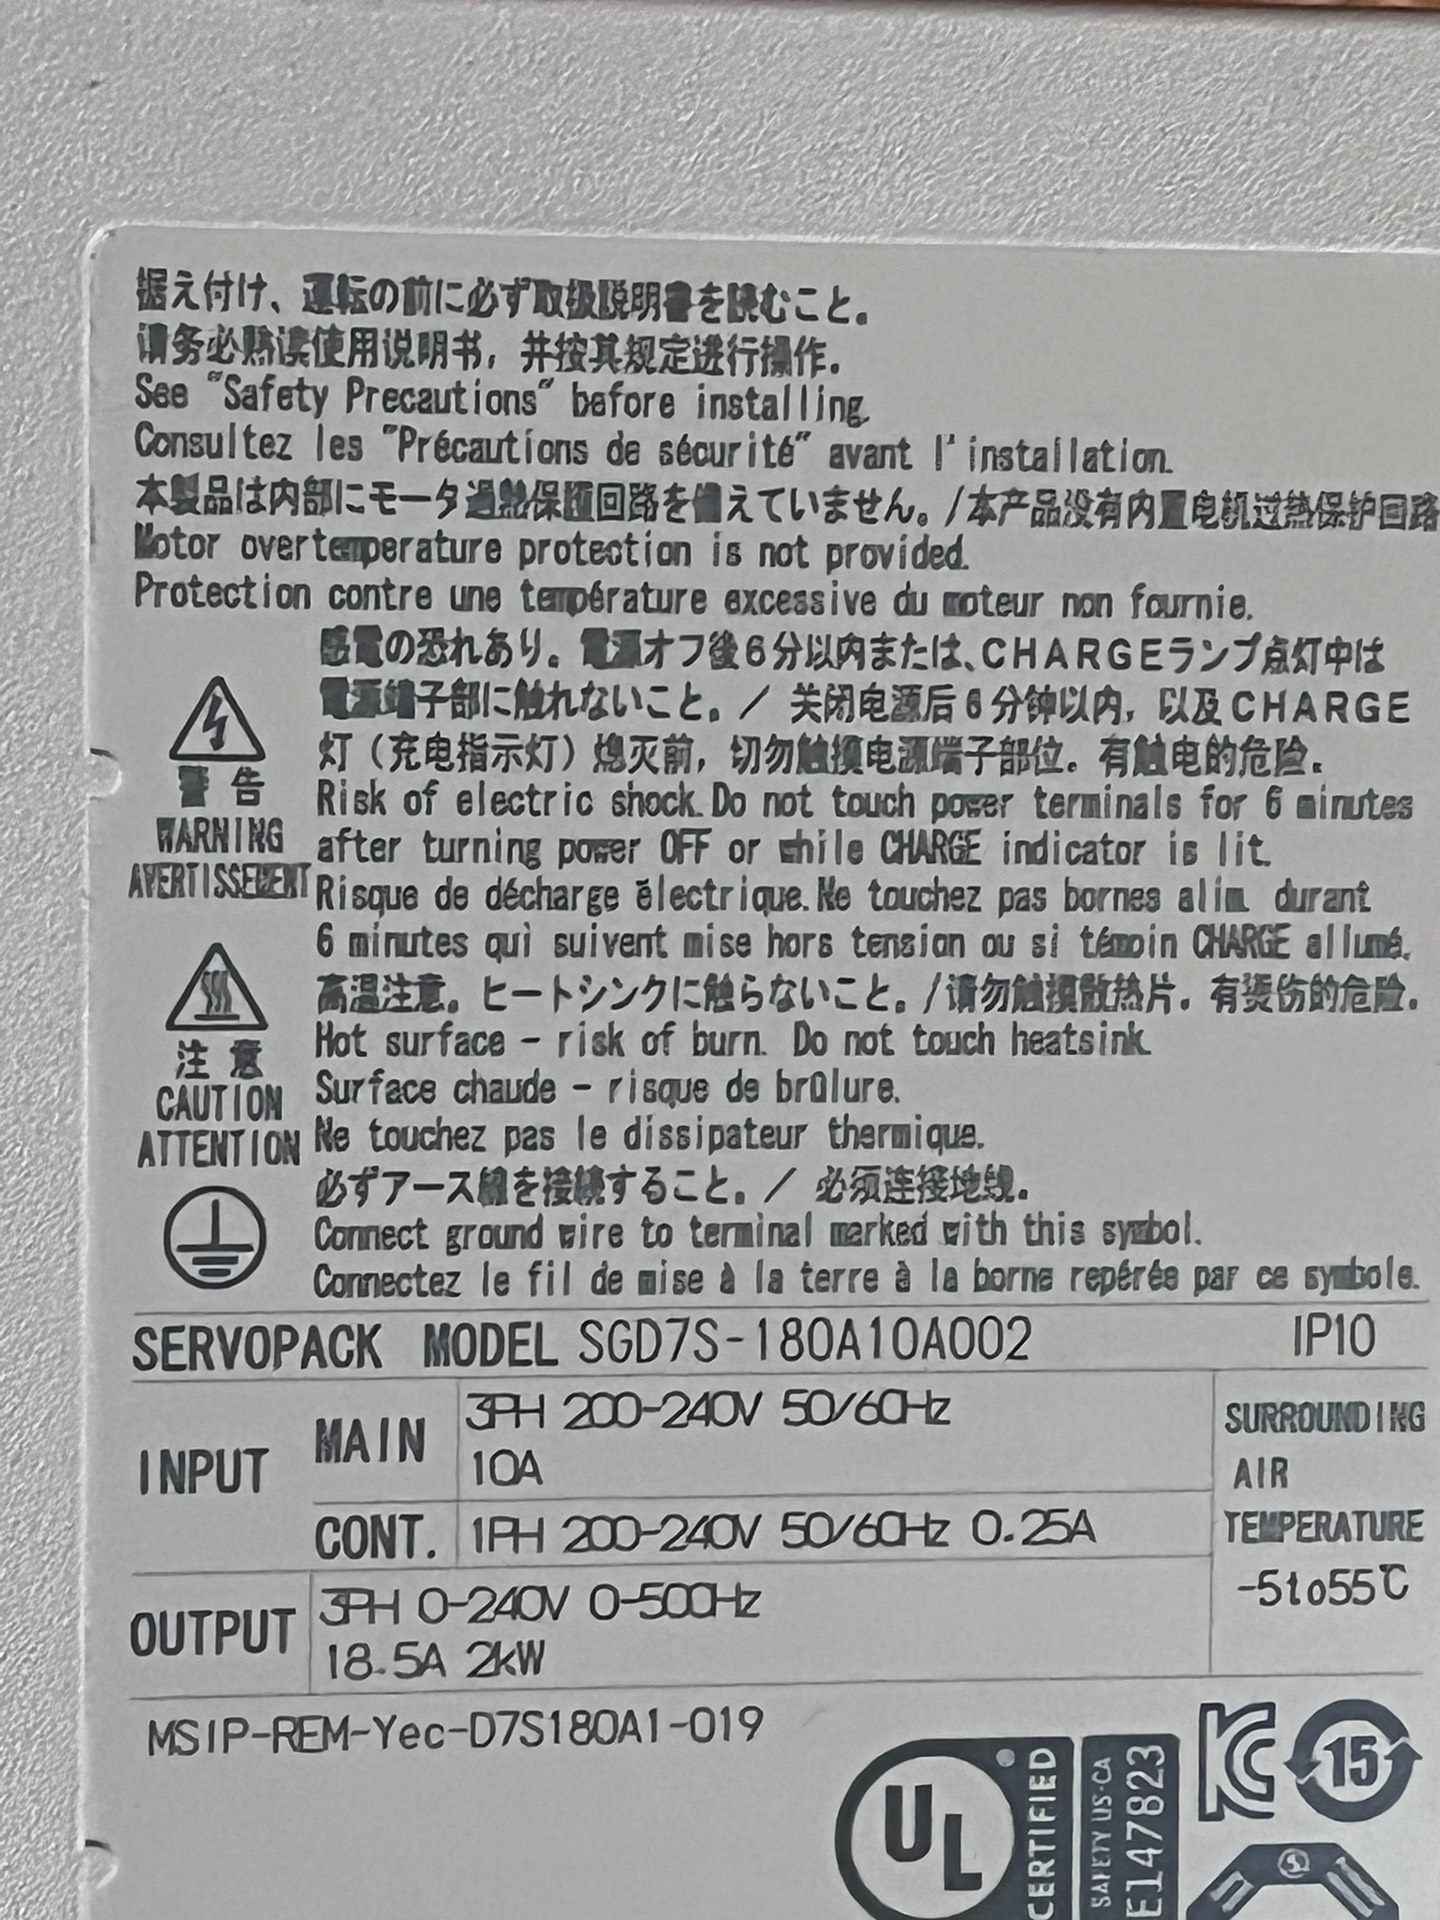 据え付け、運転の前に必ず取扱説明書を読むこと。
请务必熟读使用说明书，并按其规定进行操作。
See "Safety Precautions" before installing.
Consultez les "Précautions de sécurité" avant l'installation.
本製品は内部にモータ過熱保護回路を備えていません。/本产品没有内置电机过热保护回路
Motor overtemperature protection is not provided.
Protection contre une température excessive du moteur non fournie.
感電の恐れあり。電源オフ後6分以内または、CHARGEランプ点灯中は
電源端子部に触れないこと。/ 关闭电源后6分钟以内，以及CHARGE
灯（充电指示灯）熄灭前，切勿触摸电源端子部位。有触电的危险。
警告
WARNING
AVERTISSEMENT
Risk of electric shock. Do not touch power terminals for 6 minutes
after turning power OFF or while CHARGE indicator is lit.
Risque de décharge électrique. Ne touchez pas bornes alim. durant
6 minutes qui suivent mise hors tension ou si témoin CHARGE allumé.
高温注意。ヒートシンクに触らないこと。/请勿触摸散热片。有烫伤的危险。
注意
CAUTION
ATTENTION
Hot surface - risk of burn. Do not touch heatsink.
Surface chaude - risque de brûlure.
Ne touchez pas le dissipateur thermique.
必ずアース線を接続すること。/ 必须连接地线。
Connect ground wire to terminal marked with this symbol.
Connectez le fil de mise à la terre à la borne repérée par ce symbole.
SERVOPACK MODEL SGD7S-180A10A002 IP10
INPUT MAIN 3PH 200-240V 50/60Hz
10A
CONT. 1PH 200-240V 50/60Hz 0.25A
SURROUNDING
AIR
TEMPERATURE
-5to55℃
OUTPUT 3PH 0-240V 0-500Hz
18.5A 2kW
MSIP-REM-Yec-D7S180A1-019
UL
CERTIFIED
SAFETY US-CA
E147823
15